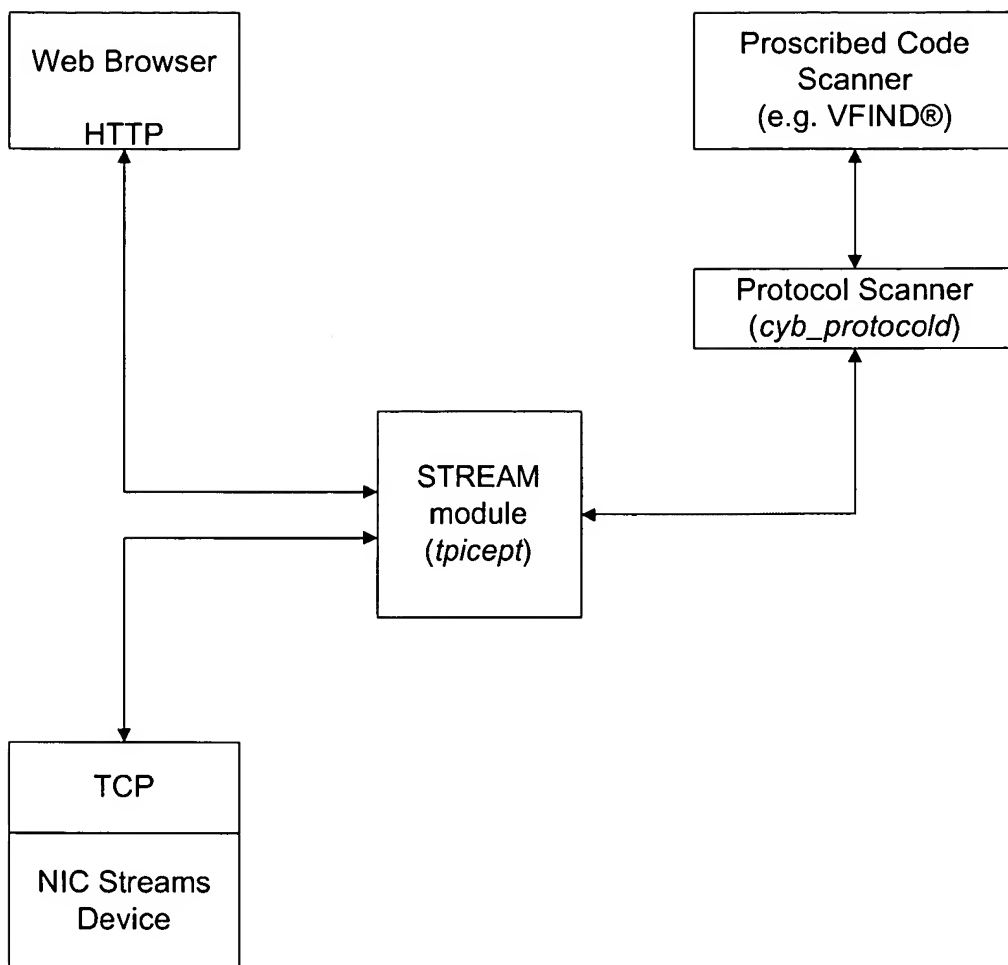 Web Browser
HTTP
Proscribed Code
Scanner
(e.g. VFIND®)
Protocol Scanner
(cyb_protocold)
STREAM
module
(tpicept)
TCP
NIC Streams
Device